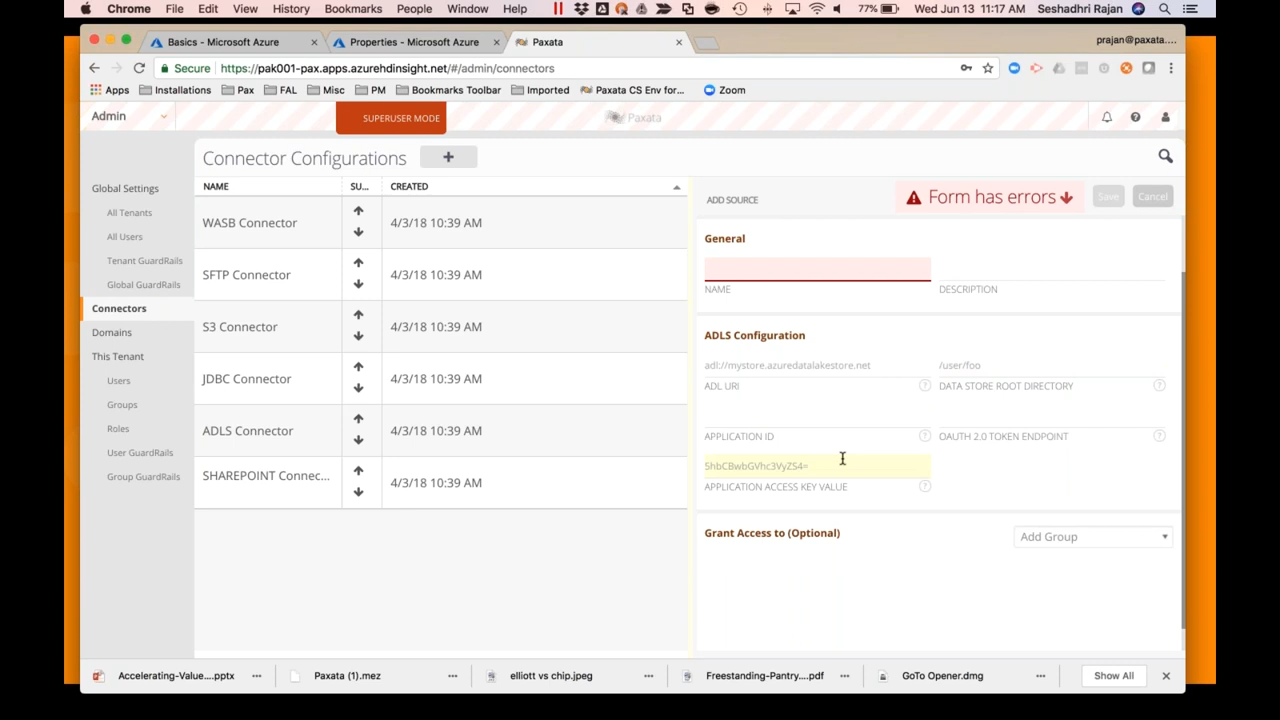 Chrome File Edit View History Bookmarks People Window Help 77% Wed Jun 13 11:17 AM Seshadhri Rajan
Basics - Microsoft Azure × Properties - Microsoft Azure × Paxata × prajan@paxata....
Secure https://pak001-pax.apps.azurehdinsight.net/#/admin/connectors
Apps Installations Pax FAL Misc PM Bookmarks Toolbar Imported Paxata CS Env for... Zoom
Admin SUPERUSER MODE Paxata
Connector Configurations +
Global Settings
All Tenants
All Users
Tenant GuardRails
Global GuardRails
Connectors
Domains
This Tenant
Users
Groups
Roles
User GuardRails
Group GuardRails
NAME SU... CREATED
WASB Connector 4/3/18 10:39 AM
SFTP Connector 4/3/18 10:39 AM
S3 Connector 4/3/18 10:39 AM
JDBC Connector 4/3/18 10:39 AM
ADLS Connector 4/3/18 10:39 AM
SHAREPOINT Connec... 4/3/18 10:39 AM
ADD SOURCE Form has errors Save Cancel
General
NAME DESCRIPTION
ADLS Configuration
adl://mystore.azuredatalakestore.net /user/foo
ADL URI ? DATA STORE ROOT DIRECTORY ?
APPLICATION ID ? OAUTH 2.0 TOKEN ENDPOINT ?
5hbCBwbGVhc3VyZS4=
APPLICATION ACCESS KEY VALUE ?
Grant Access to (Optional) Add Group
Accelerating-Value....pptx Paxata (1).mez elliott vs chip.jpeg Freestanding-Pantry....pdf GoTo Opener.dmg Show All ×